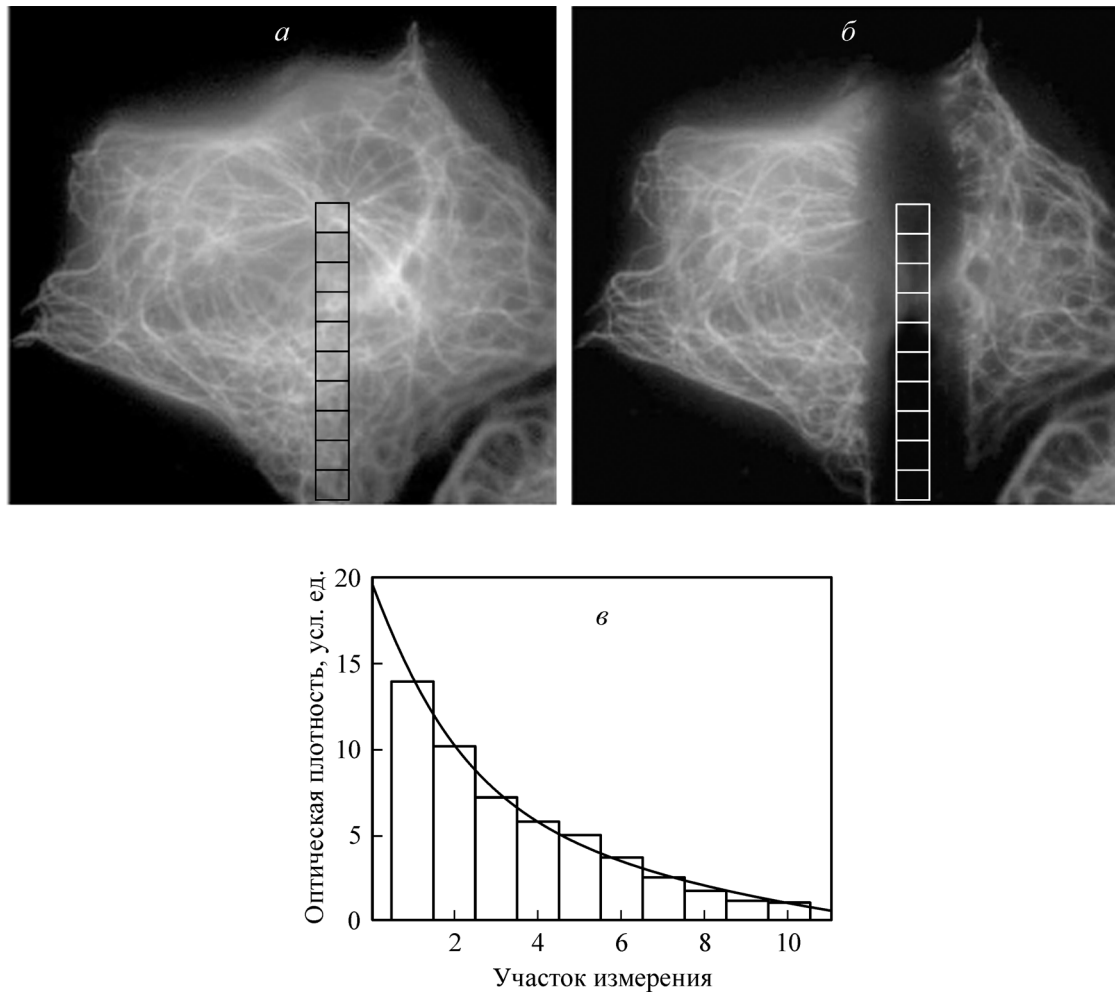 а
б
в
Оптическая плотность, усл. ед.
20
15
10
5
0
2 4 6 8 10
Участок измерения